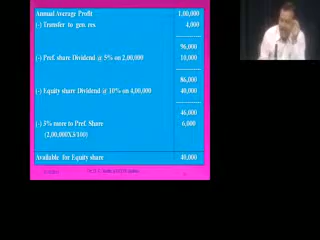 Annual Average Profit 1,00,000
(-) Transfer to gen. res. 4,000
96,000
(-) Pref. share Dividend @ 5% on 2,00,000 10,000
86,000
(-) Equity share Dividend @ 10% on 4,00,000 40,000
46,000
(-) 3% more to Pref. Share 6,000
(2,00,000X3/100)
Available for Equity share 40,000